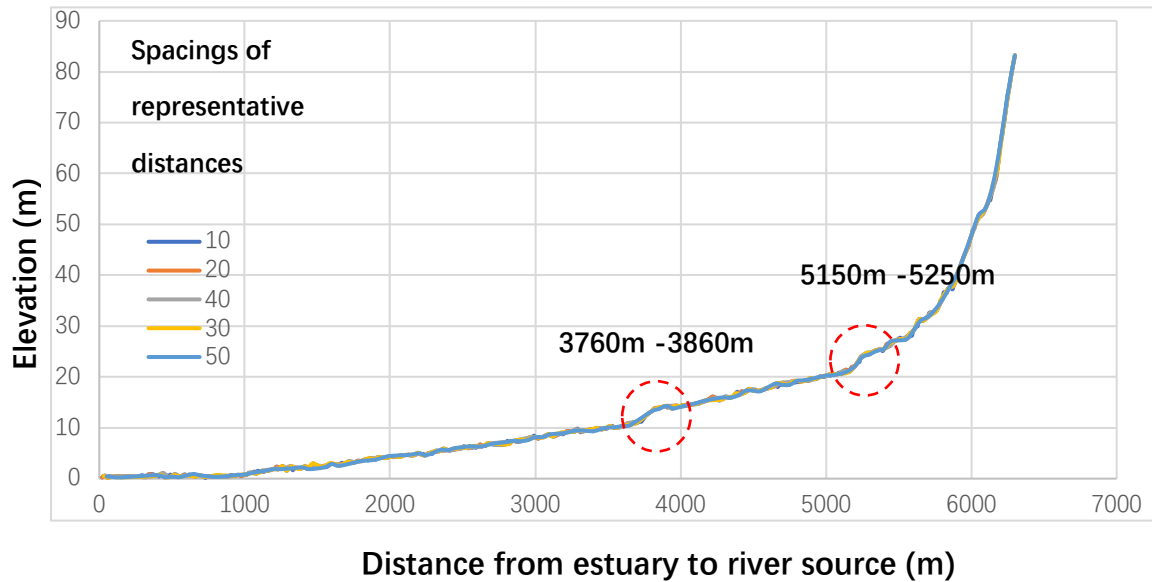 90
80
70
60
50
40
30
20
10
0
Elevation (m)
Spacings of
representative
distances
10
20
40
30
50
3760m -3860m
5150m -5250m
0 1000 2000 3000 4000 5000 6000 7000
Distance from estuary to river source (m)